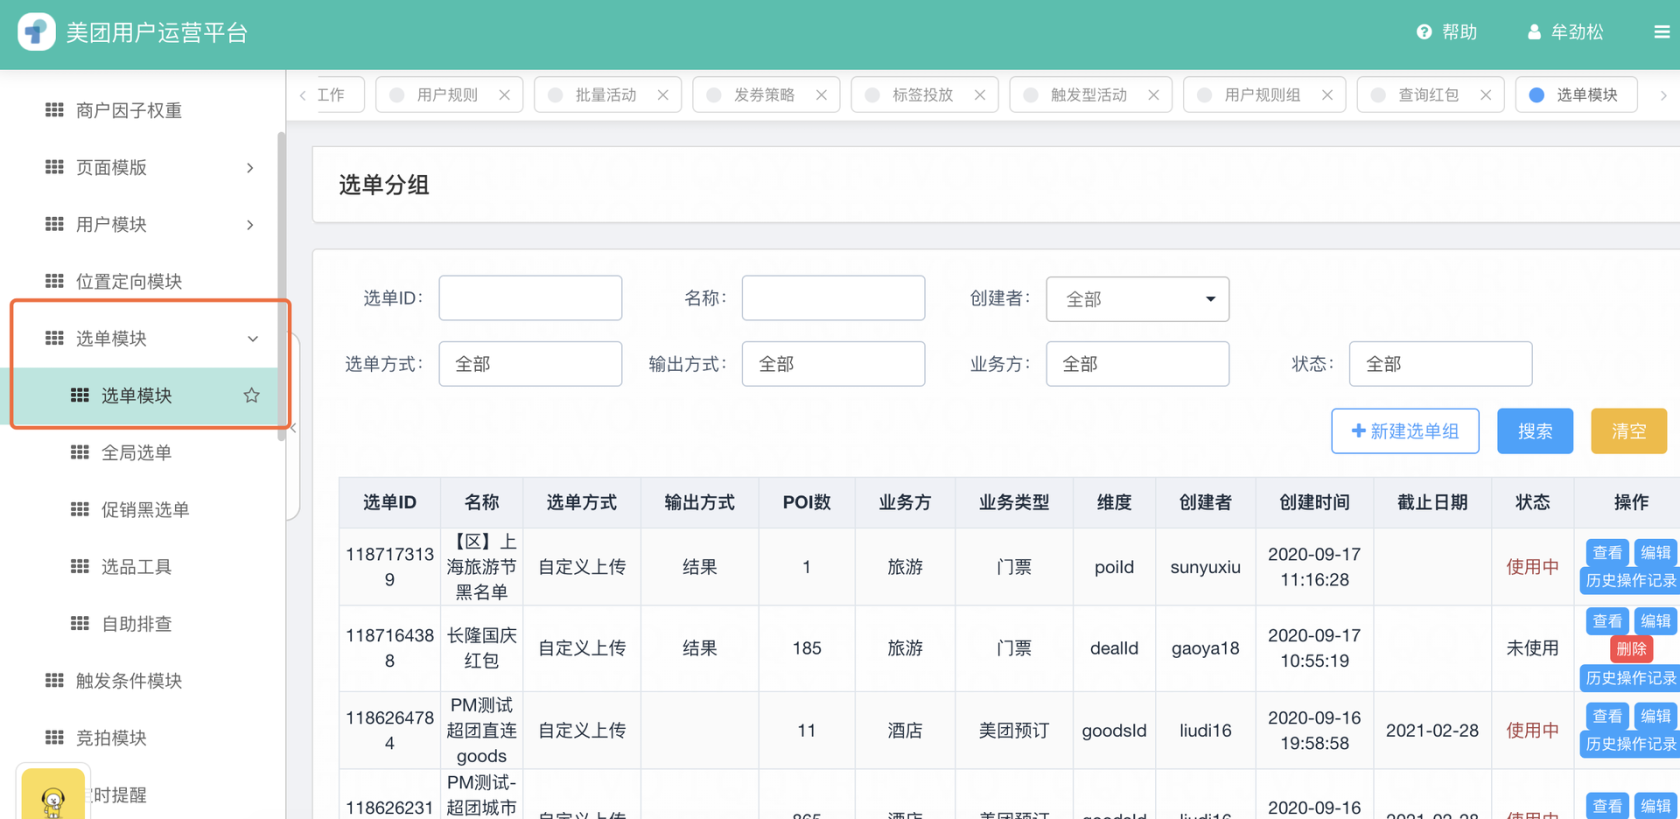 美团用户运营平台
帮助
牟劲松
商户因子权重
页面模版
用户模块
位置定向模块
选单模块
选单模块
全局选单
促销黑选单
选品工具
自助排查
触发条件模块
竞拍模块
时提醒
工作
用户规则
批量活动
发券策略
标签投放
触发型活动
用户规则组
查询红包
选单模块
选单分组
选单ID：
名称：
创建者： 全部
选单方式： 全部
输出方式： 全部
业务方： 全部
状态： 全部
新建选单组
搜索
清空
选单ID 名称 选单方式 输出方式 POI数 业务方 业务类型 维度 创建者 创建时间 截止日期 状态 操作
118717313
9
【区】上
海旅游节
黑名单
自定义上传
结果
1
旅游
门票
poiId
sunyuxiu
2020-09-17
11:16:28
使用中
查看 编辑
历史操作记录
118716438
8
长隆国庆
红包
自定义上传
结果
185
旅游
门票
dealId
gaoya18
2020-09-17
10:55:19
未使用
查看 编辑
删除
历史操作记录
118626478
4
PM测试
超团直连
goods
自定义上传
11
酒店
美团预订
goodsId
liudi16
2020-09-16
19:58:58
2021-02-28
使用中
查看 编辑
历史操作记录
118626231
PM测试-
超团城市
自定义上传
865
酒店
美团预订
goodsId
liudi16
2020-09-16
2021-02-28
使用中
查看 编辑